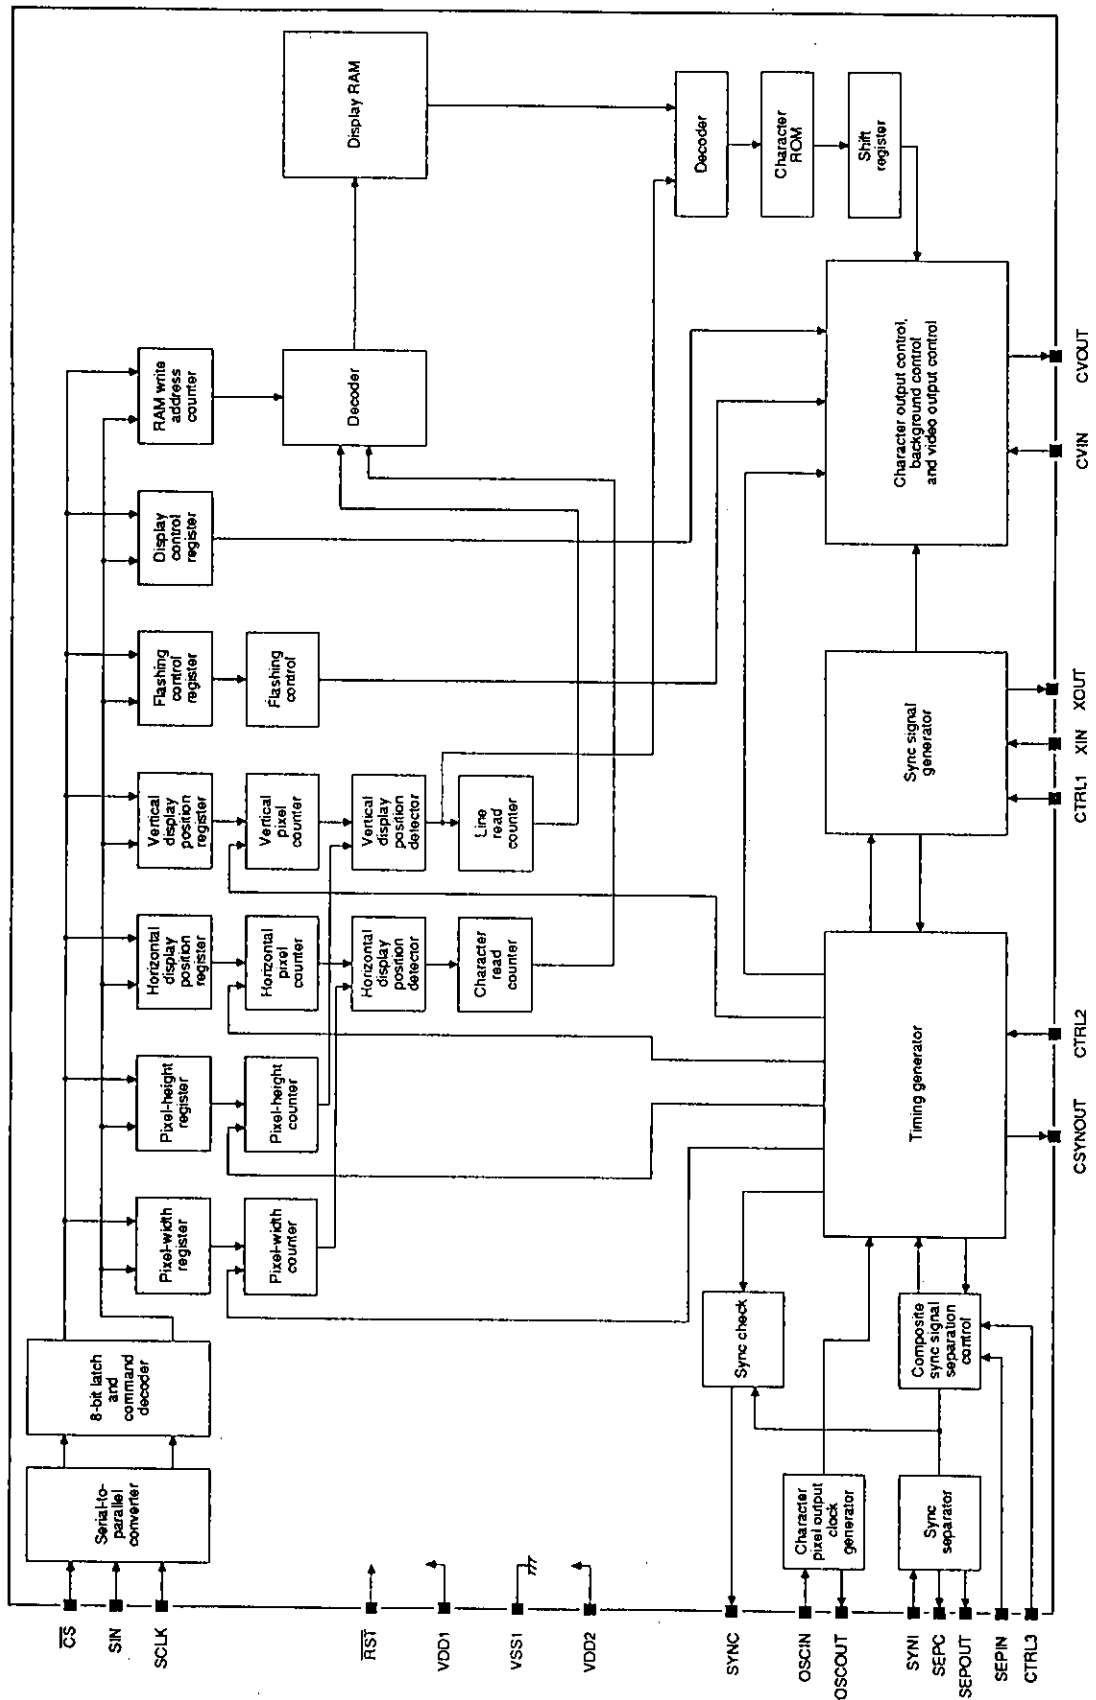 CS
SIN
SCLK
RST
VDD1
VSS1
VDD2
SYNC
OSCIN
OSCOUT
SYNI
SEPC
SEPOUT
SEPIN
CTRL3
Serial-to-
parallel
converter
8-bit latch
and
command
decoder
Pixel-width
register
Pixel-height
register
Horizontal
display
position
register
Vertical
display
position
register
Flashing
control
register
Display
control
register
RAM write
address
counter
Pixel-width
counter
Pixel-height
counter
Horizontal
pixel
counter
Vertical
pixel
counter
Flashing
control
Decoder
Display RAM
Horizontal
display
position
detector
Vertical
display
position
detector
Character
read
counter
Line
read
counter
Decoder
Character
ROM
Shift
register
Sync check
Character
pixel output
clock
generator
Sync
separator
Composite
sync signal
separation
control
Timing generator
Sync signal
generator
Character output control,
background control
and video output control
CSYNOUT
CTRL2
CTRL1
XIN
XOUT
CVIN
CVOUT